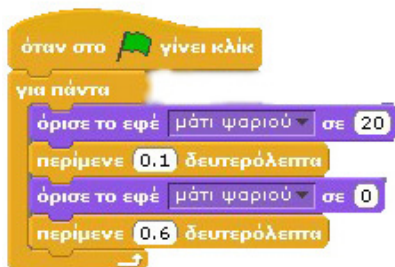 όταν στο γίνει κλικ
για πάντα
όρισε το εφέ μάτι ψαριού σε 20
περίμενε 0.1 δευτερόλεπτα
όρισε το εφέ μάτι ψαριού σε 0
περίμενε 0.6 δευτερόλεπτα